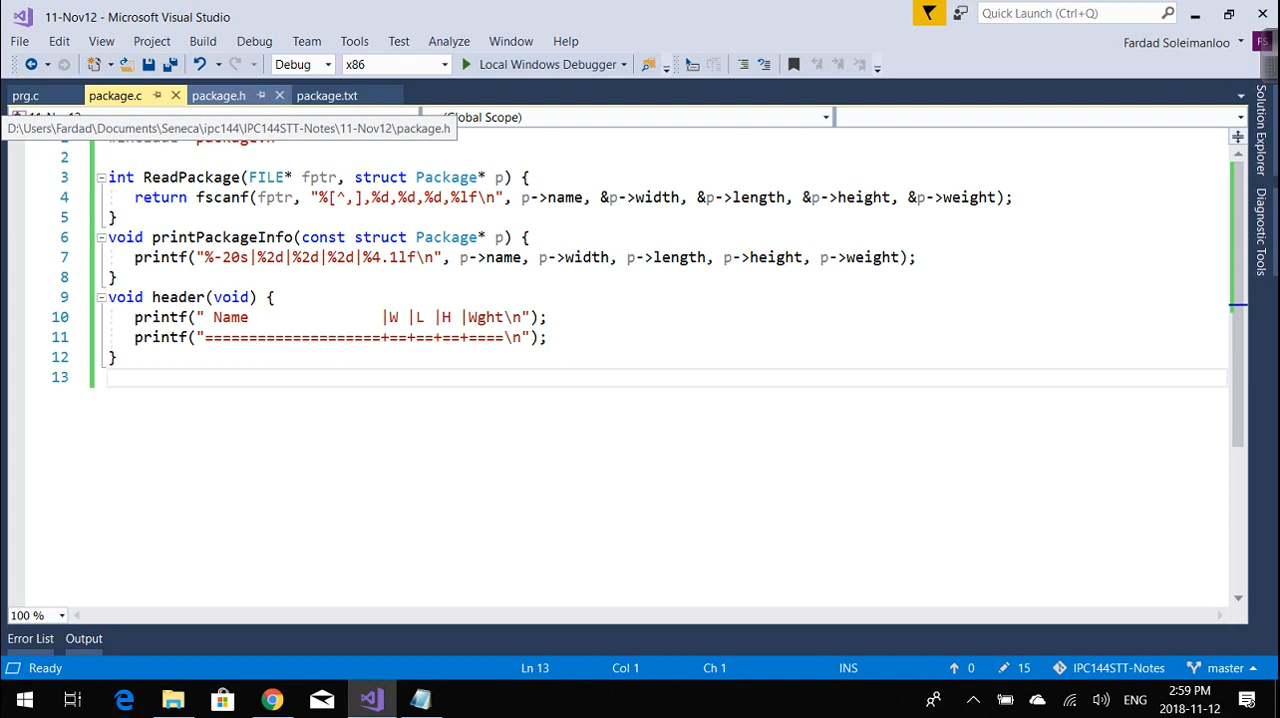 11-Nov12 - Microsoft Visual Studio
Quick Launch (Ctrl+Q)
File Edit View Project Build Debug Team Tools Test Analyze Window Help
Fardad Soleimanloo FS
Debug x86 Local Windows Debugger
prg.c package.c package.h package.txt
(Global Scope)
D:\Users\Fardad\Documents\Seneca\ipc144\IPC144STT-Notes\11-Nov12\package.h
2
3 int ReadPackage(FILE* fptr, struct Package* p) {
4 return fscanf(fptr, "%[^,],%d,%d,%d,%lf\n", p->name, &p->width, &p->length, &p->height, &p->weight);
5 }
6 void printPackageInfo(const struct Package* p) {
7 printf("%-20s|%2d|%2d|%2d|%4.1lf\n", p->name, p->width, p->length, p->height, p->weight);
8 }
9 void header(void) {
10 printf(" Name                |W |L |H |Wght\n");
11 printf("====================+==+==+==+====\n");
12 }
13
100 %
Error List Output
Ready Ln 13 Col 1 Ch 1 INS 0 15 IPC144STT-Notes master
ENG 2:59 PM
2018-11-12
Solution Explorer
Diagnostic Tools